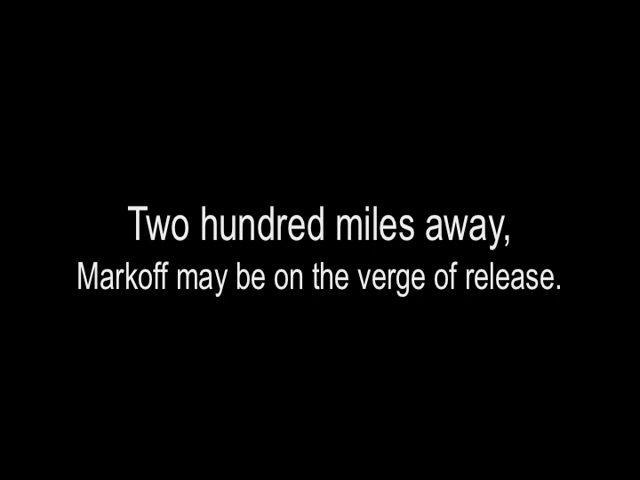 Two hundred miles away,
Markoff may be on the verge of release.